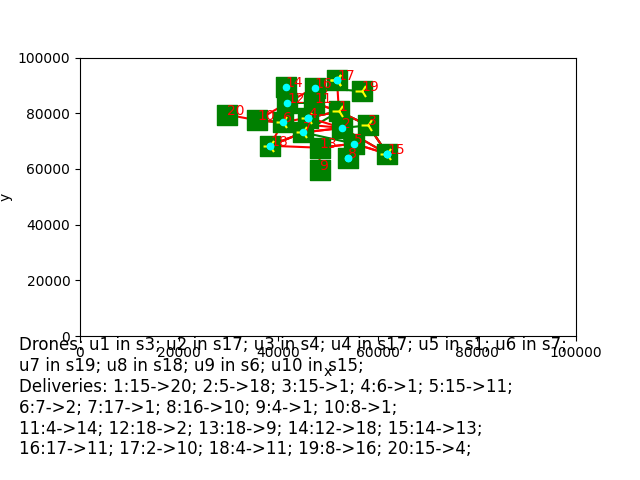 100000
80000
60000
40000
20000
0
y
20
17
19
15
0 20000 40000 60000 80000 100000
x
Drones: u1 in s3; u2 in s17; u3 in s4; u4 in s17; u5 in s1; u6 in s7;
u7 in s19; u8 in s18; u9 in s6; u10 in s15;
Deliveries: 1:15->20; 2:5->18; 3:15->1; 4:6->1; 5:15->11;
6:7->2; 7:17->1; 8:16->10; 9:4->1; 10:8->1;
11:4->14; 12:18->2; 13:18->9; 14:12->18; 15:14->13;
16:17->11; 17:2->10; 18:4->11; 19:8->16; 20:15->4;